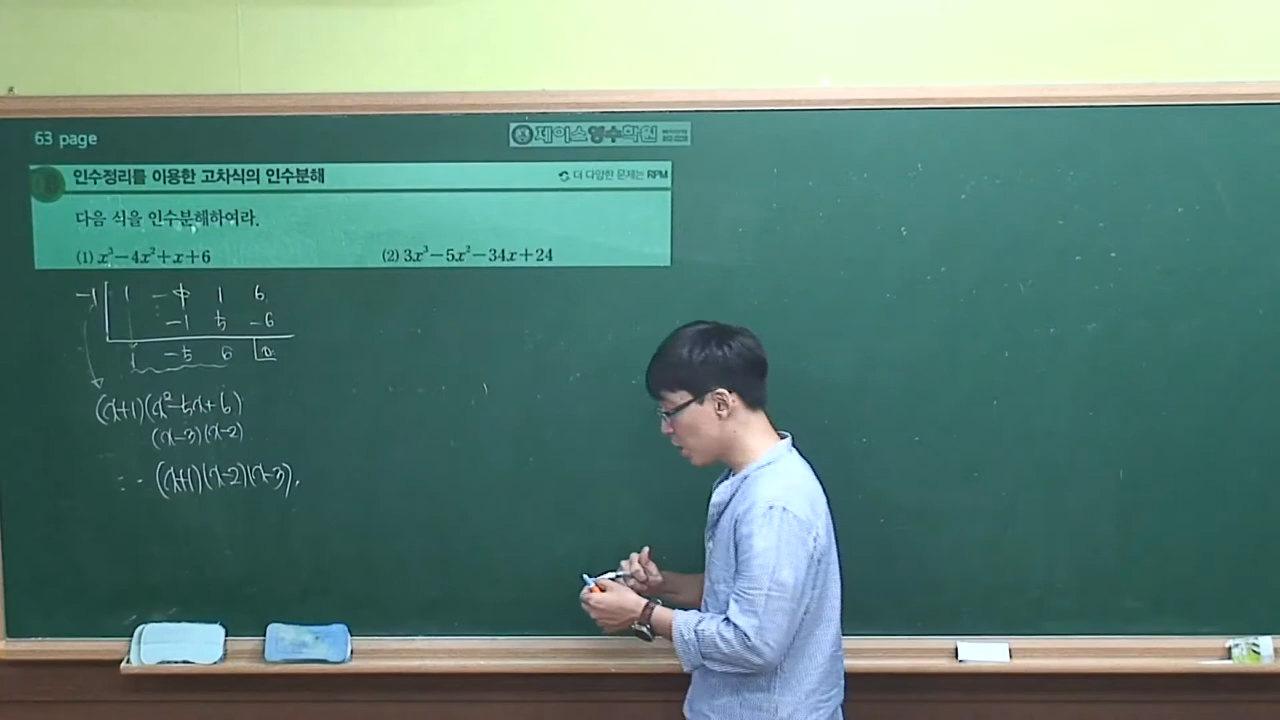 63 page
제이스영수학원
인수정리를 이용한 고차식의 인수분해
더 다양한 문제는 RPM
다음 식을 인수분해하여라.
(1) x³−4x²+x+6
(2) 3x³−5x²−34x+24
−1 1 −4 1 6
−1 5 −6
1 −5 6 0
(x+1)(x²−5x+6)
(x−3)(x−2)
∴ (x+1)(x−2)(x−3).